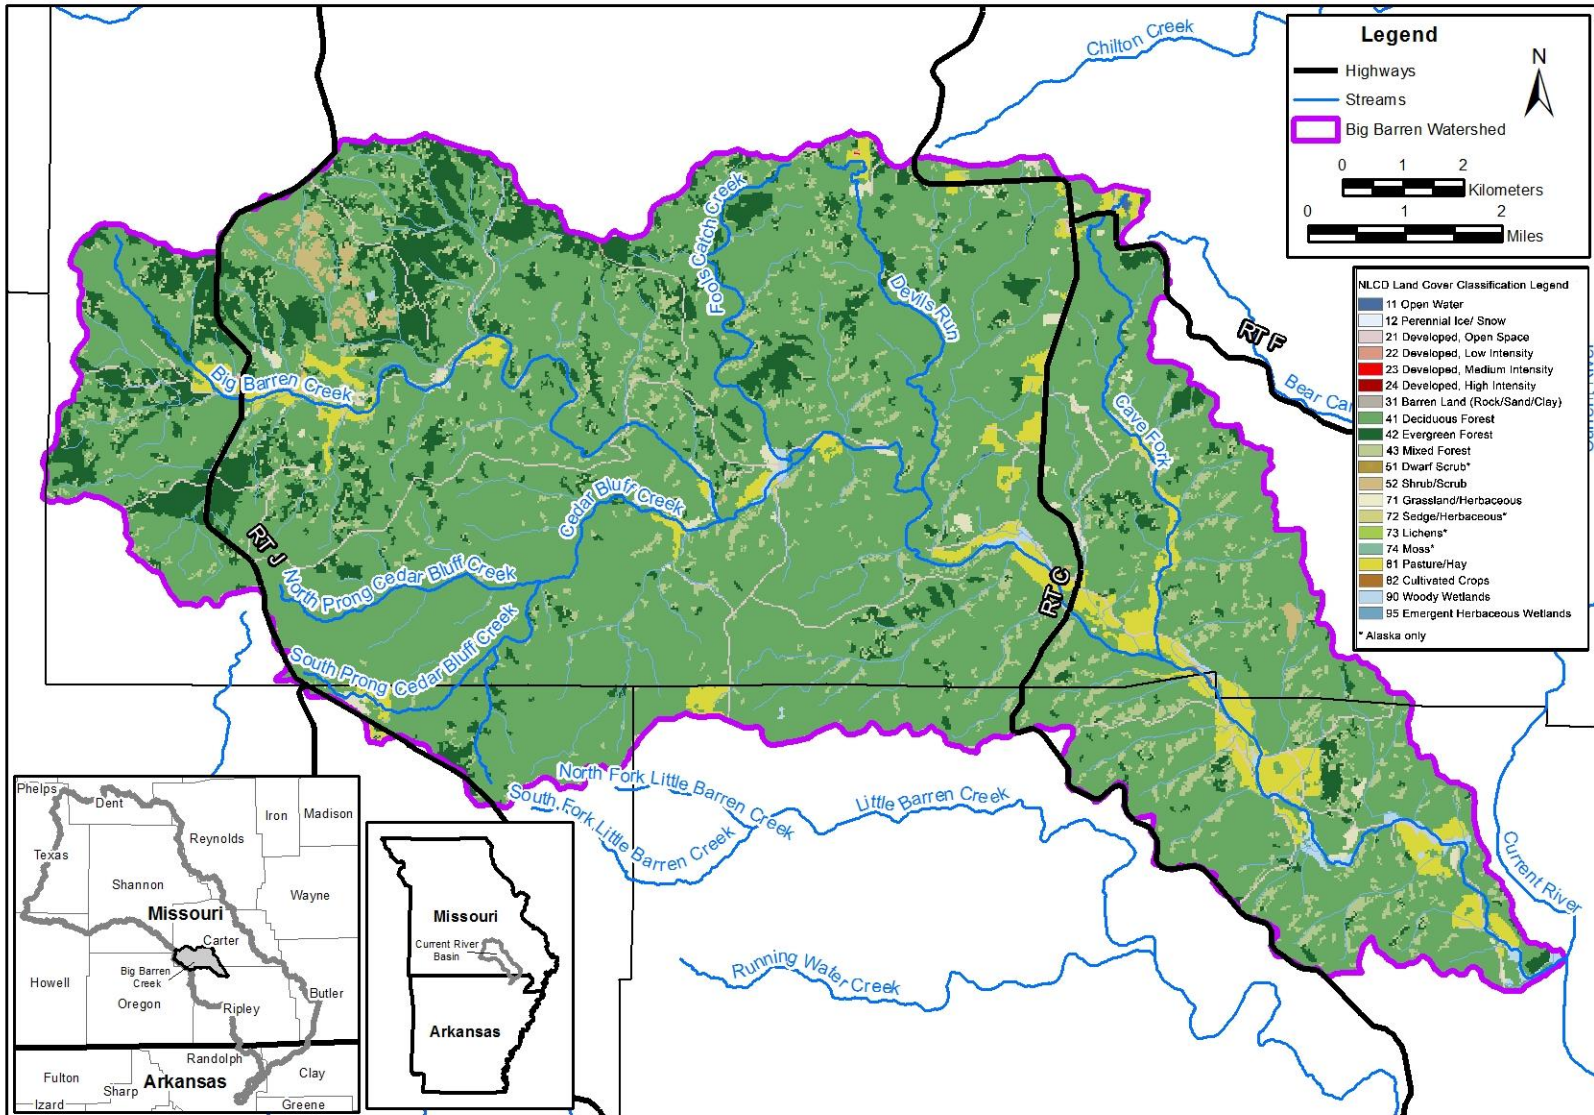 Legend
Highways
Streams
Big Barren Watershed
N
0 1 2
Kilometers
0 1 2
Miles
NLCD Land Cover Classification Legend
11 Open Water
12 Perennial Ice/ Snow
21 Developed, Open Space
22 Developed, Low Intensity
23 Developed, Medium Intensity
24 Developed, High Intensity
31 Barren Land (Rock/Sand/Clay)
41 Deciduous Forest
42 Evergreen Forest
43 Mixed Forest
51 Dwarf Scrub*
52 Shrub/Scrub
71 Grassland/Herbaceous
72 Sedge/Herbaceous*
73 Lichens*
74 Moss*
81 Pasture/Hay
82 Cultivated Crops
90 Woody Wetlands
95 Emergent Herbaceous Wetlands
* Alaska only
Chilton Creek
Fools Catch Creek
Devils Run
RT F
Bear Ca
Big Barren Creek
Cave Fork
Cedar Bluff Creek
RT J
North Prong Cedar Bluff Creek
RT C
South Prong Cedar Bluff Creek
North Fork Little Barren Creek
South Fork Little Barren Creek
Little Barren Creek
Current River
Running Water Creek
Phelps
Dent
Iron
Madison
Reynolds
Texas
Shannon
Wayne
Missouri
Carter
Howell
Big Barren
Creek
Oregon
Ripley
Butler
Randolph
Fulton
Sharp
Arkansas
Clay
Izard
Greene
Missouri
Current River
Basin
Arkansas